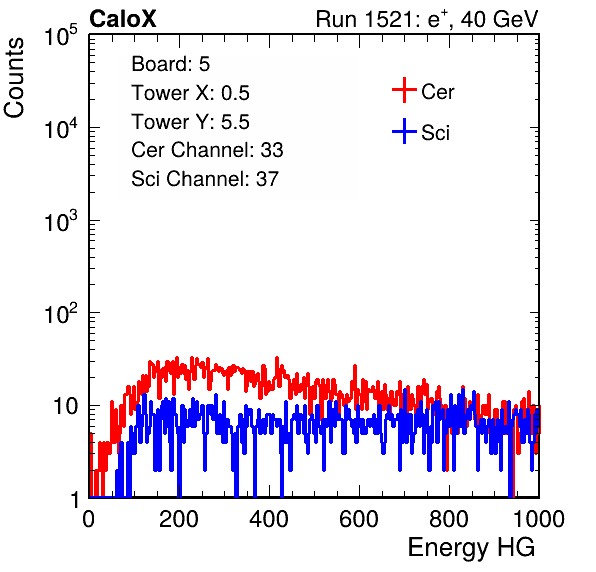 CaloX Run 1521: e⁺, 40 GeV
Counts
10⁵
10⁴
10³
10²
10
1
Board: 5
Tower X: 0.5
Tower Y: 5.5
Cer Channel: 33
Sci Channel: 37
Cer
Sci
0 200 400 600 800 1000
Energy HG